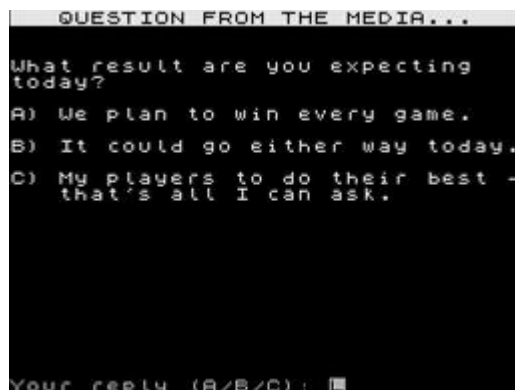 QUESTION FROM THE MEDIA...
What result are you expecting
today?
A) We plan to win every game.
B) It could go either way today.
C) My players to do their best -
that's all I can ask.
Your reply (A/B/C):